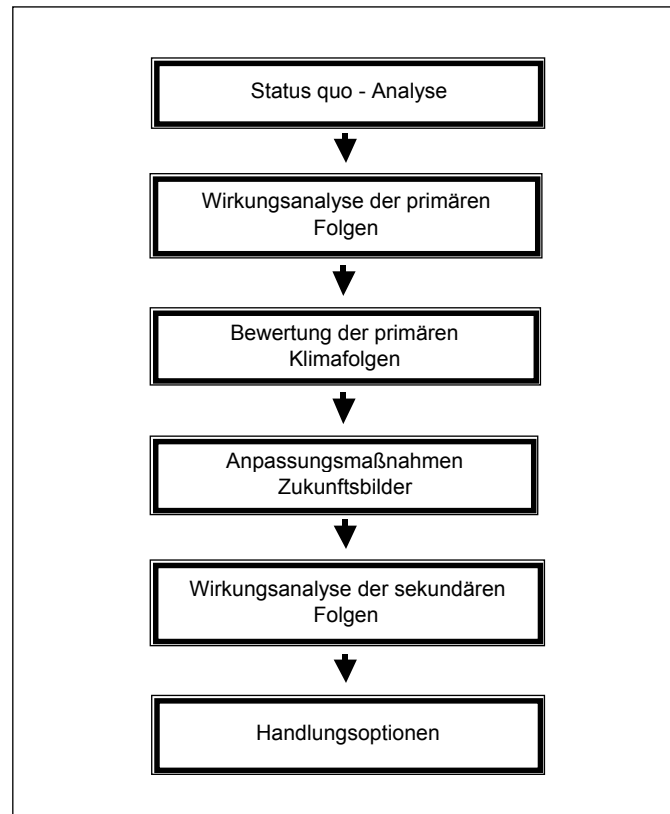 Status quo - Analyse
Wirkungsanalyse der primären
Folgen
Bewertung der primären
Klimafolgen
Anpassungsmaßnahmen
Zukunftsbilder
Wirkungsanalyse der sekundären
Folgen
Handlungsoptionen